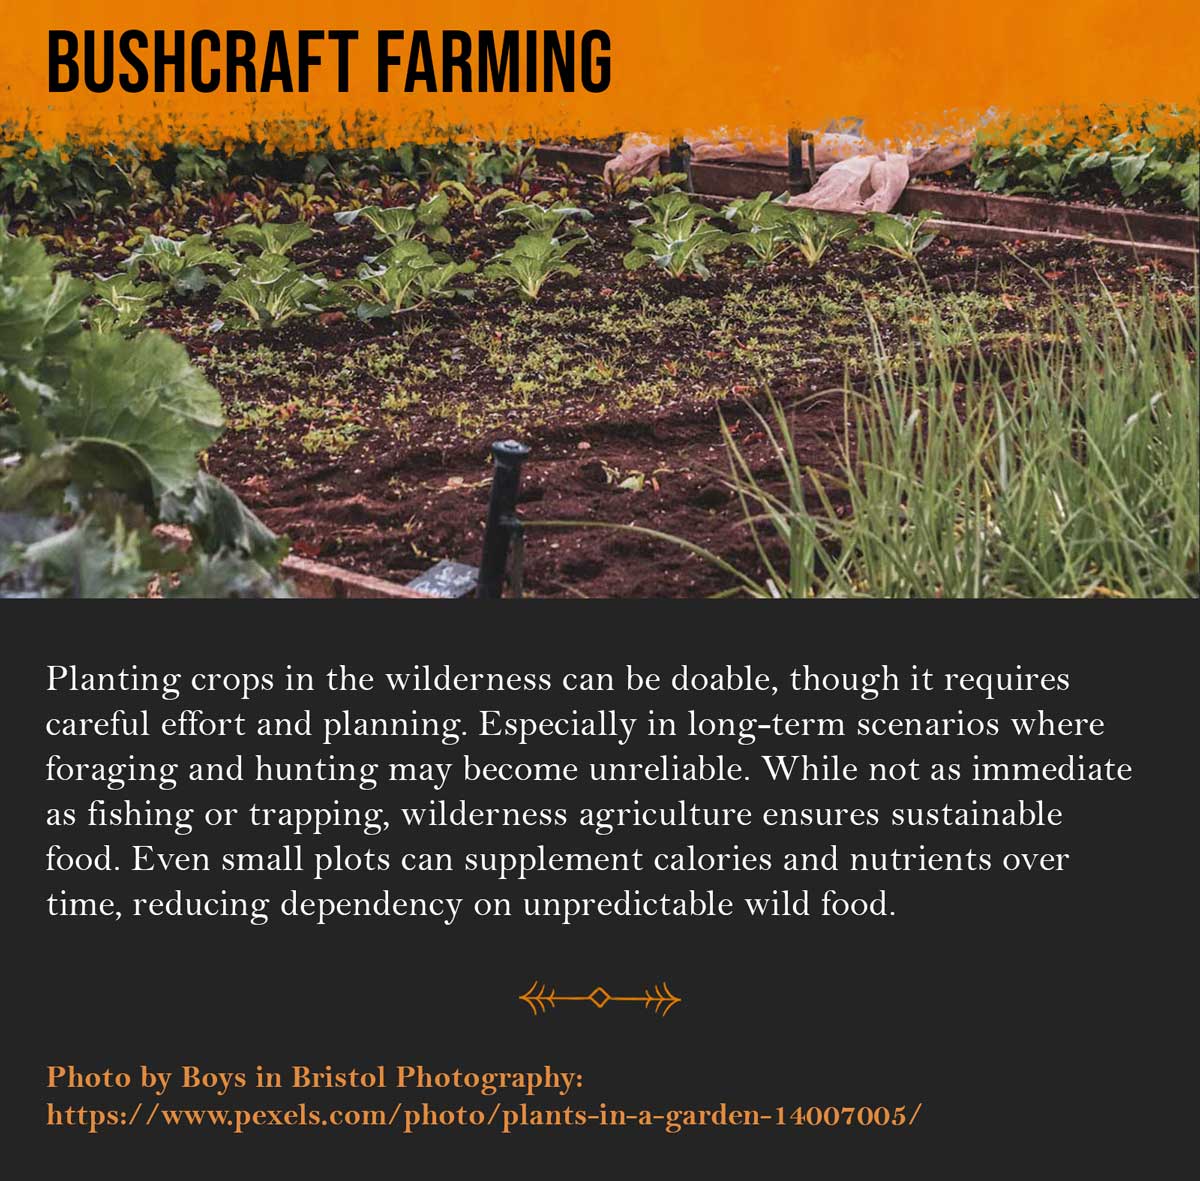 BUSHCRAFT FARMING
Planting crops in the wilderness can be doable, though it requires
careful effort and planning. Especially in long-term scenarios where
foraging and hunting may become unreliable. While not as immediate
as fishing or trapping, wilderness agriculture ensures sustainable
food. Even small plots can supplement calories and nutrients over
time, reducing dependency on unpredictable wild food.
Photo by Boys in Bristol Photography:
https://www.pexels.com/photo/plants-in-a-garden-14007005/